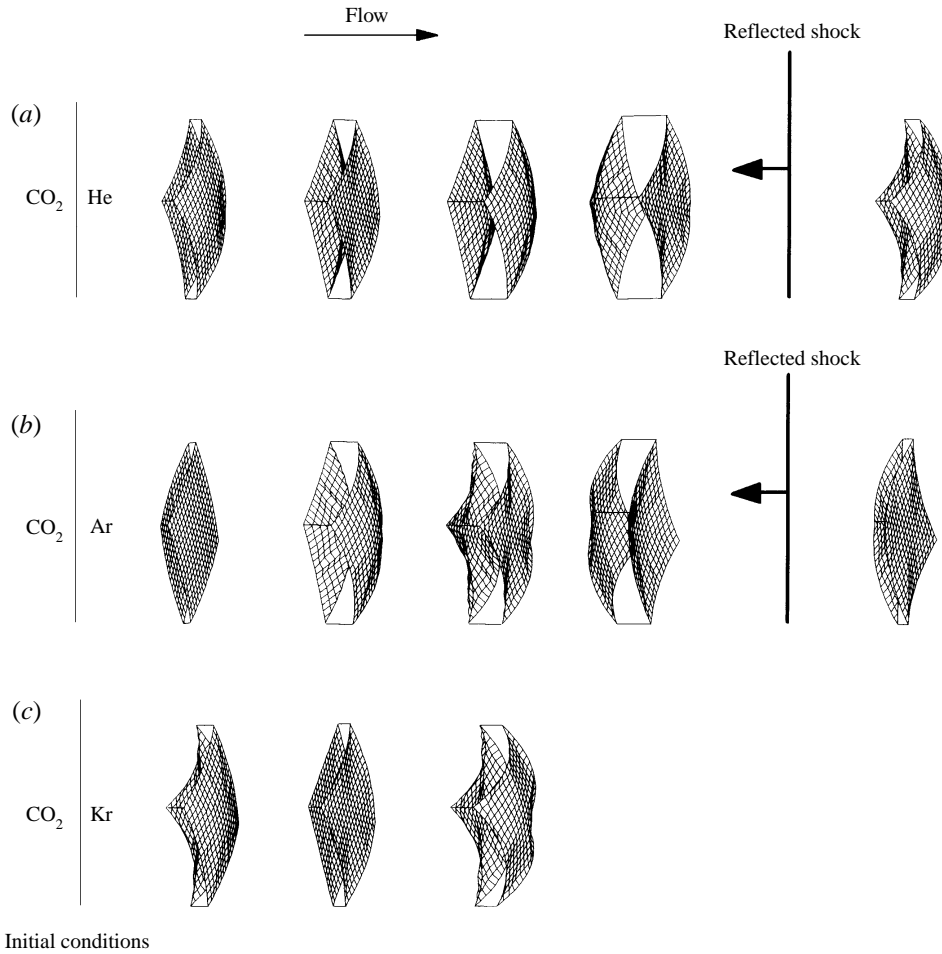 Flow
Reflected shock
(a)
CO2 He
Reflected shock
(b)
CO2 Ar
(c)
CO2 Kr
Initial conditions